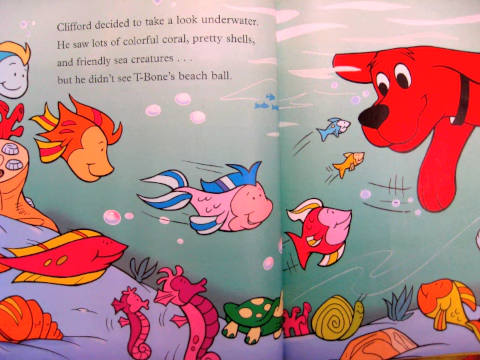 Clifford decided to take a look underwater.
He saw lots of colorful coral, pretty shells,
and friendly sea creatures . . .
but he didn't see T-Bone's beach ball.